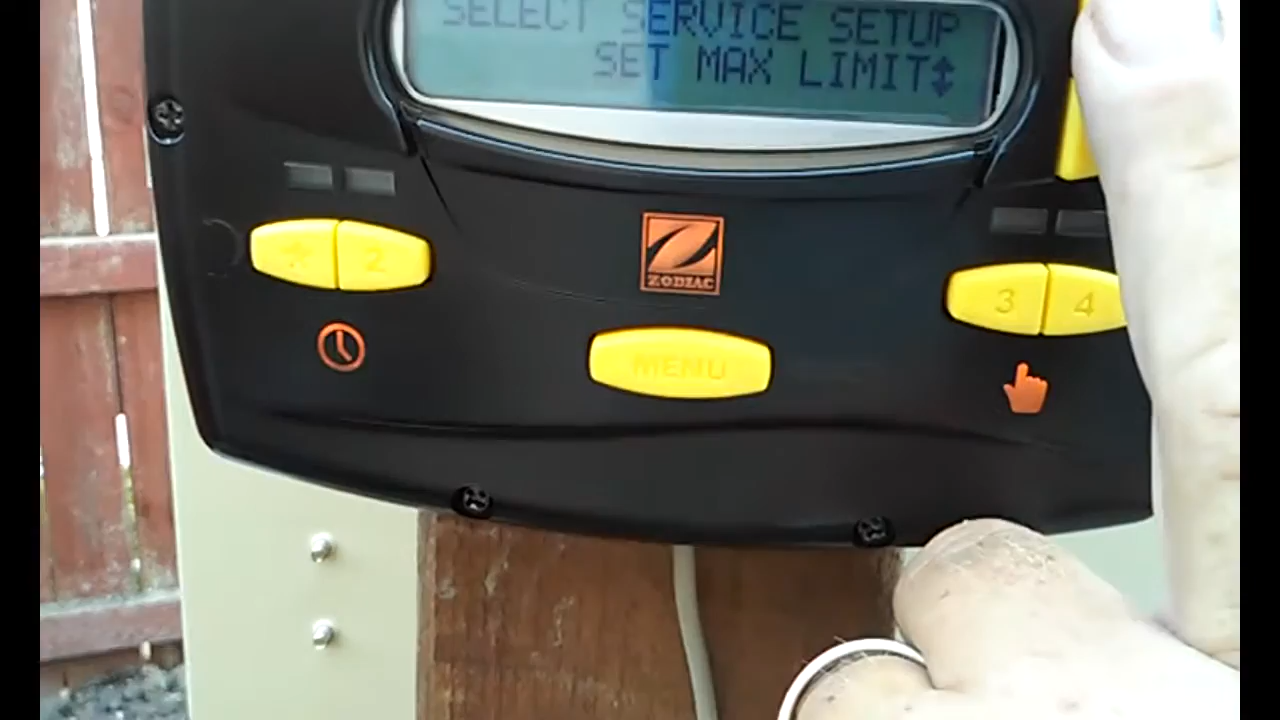 SELECT SERVICE SETUP
SET MAX LIMIT
2
ZODIAC
3 4
MENU